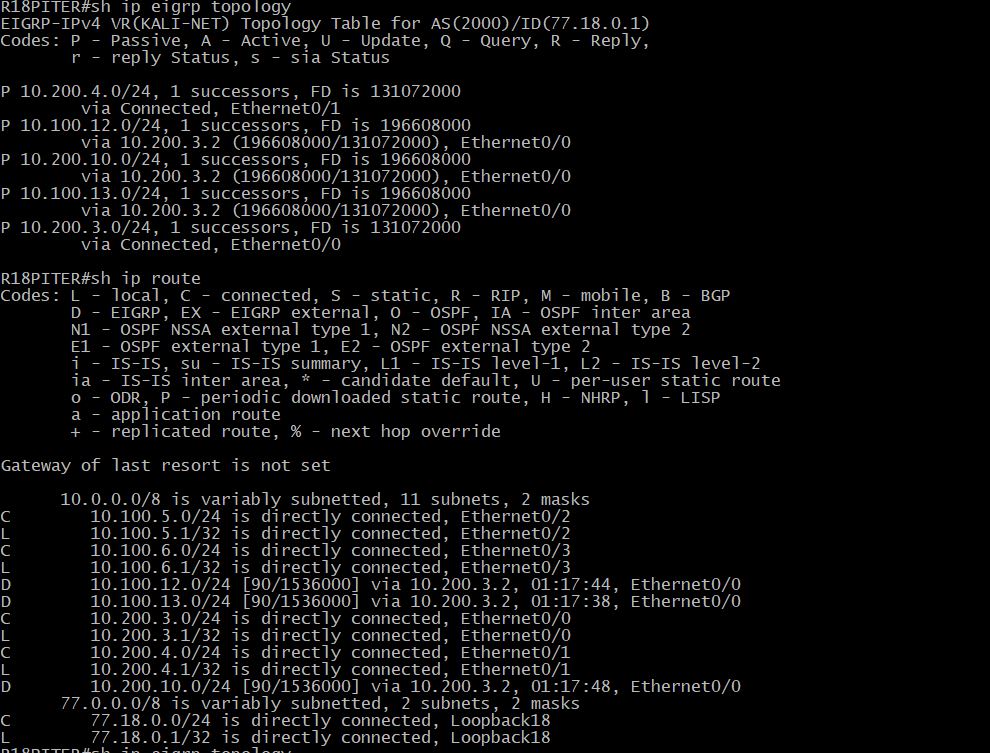 R18PITER#sh ip eigrp topology
EIGRP-IPv4 VR(KALI-NET) Topology Table for AS(2000)/ID(77.18.0.1)
Codes: P - Passive, A - Active, U - Update, Q - Query, R - Reply,
       r - reply Status, s - sia Status

P 10.200.4.0/24, 1 successors, FD is 131072000
        via Connected, Ethernet0/1
P 10.100.12.0/24, 1 successors, FD is 196608000
        via 10.200.3.2 (196608000/131072000), Ethernet0/0
P 10.200.10.0/24, 1 successors, FD is 196608000
        via 10.200.3.2 (196608000/131072000), Ethernet0/0
P 10.100.13.0/24, 1 successors, FD is 196608000
        via 10.200.3.2 (196608000/131072000), Ethernet0/0
P 10.200.3.0/24, 1 successors, FD is 131072000
        via Connected, Ethernet0/0

R18PITER#sh ip route
Codes: L - local, C - connected, S - static, R - RIP, M - mobile, B - BGP
       D - EIGRP, EX - EIGRP external, O - OSPF, IA - OSPF inter area
       N1 - OSPF NSSA external type 1, N2 - OSPF NSSA external type 2
       E1 - OSPF external type 1, E2 - OSPF external type 2
       i - IS-IS, su - IS-IS summary, L1 - IS-IS level-1, L2 - IS-IS level-2
       ia - IS-IS inter area, * - candidate default, U - per-user static route
       o - ODR, P - periodic downloaded static route, H - NHRP, l - LISP
       a - application route
       + - replicated route, % - next hop override

Gateway of last resort is not set

      10.0.0.0/8 is variably subnetted, 11 subnets, 2 masks
C        10.100.5.0/24 is directly connected, Ethernet0/2
L        10.100.5.1/32 is directly connected, Ethernet0/2
C        10.100.6.0/24 is directly connected, Ethernet0/3
L        10.100.6.1/32 is directly connected, Ethernet0/3
D        10.100.12.0/24 [90/1536000] via 10.200.3.2, 01:17:44, Ethernet0/0
D        10.100.13.0/24 [90/1536000] via 10.200.3.2, 01:17:38, Ethernet0/0
C        10.200.3.0/24 is directly connected, Ethernet0/0
L        10.200.3.1/32 is directly connected, Ethernet0/0
C        10.200.4.0/24 is directly connected, Ethernet0/1
L        10.200.4.1/32 is directly connected, Ethernet0/1
D        10.200.10.0/24 [90/1536000] via 10.200.3.2, 01:17:48, Ethernet0/0
      77.0.0.0/8 is variably subnetted, 2 subnets, 2 masks
C        77.18.0.0/24 is directly connected, Loopback18
L        77.18.0.1/32 is directly connected, Loopback18
R18PITER#sh ip eigrp topology